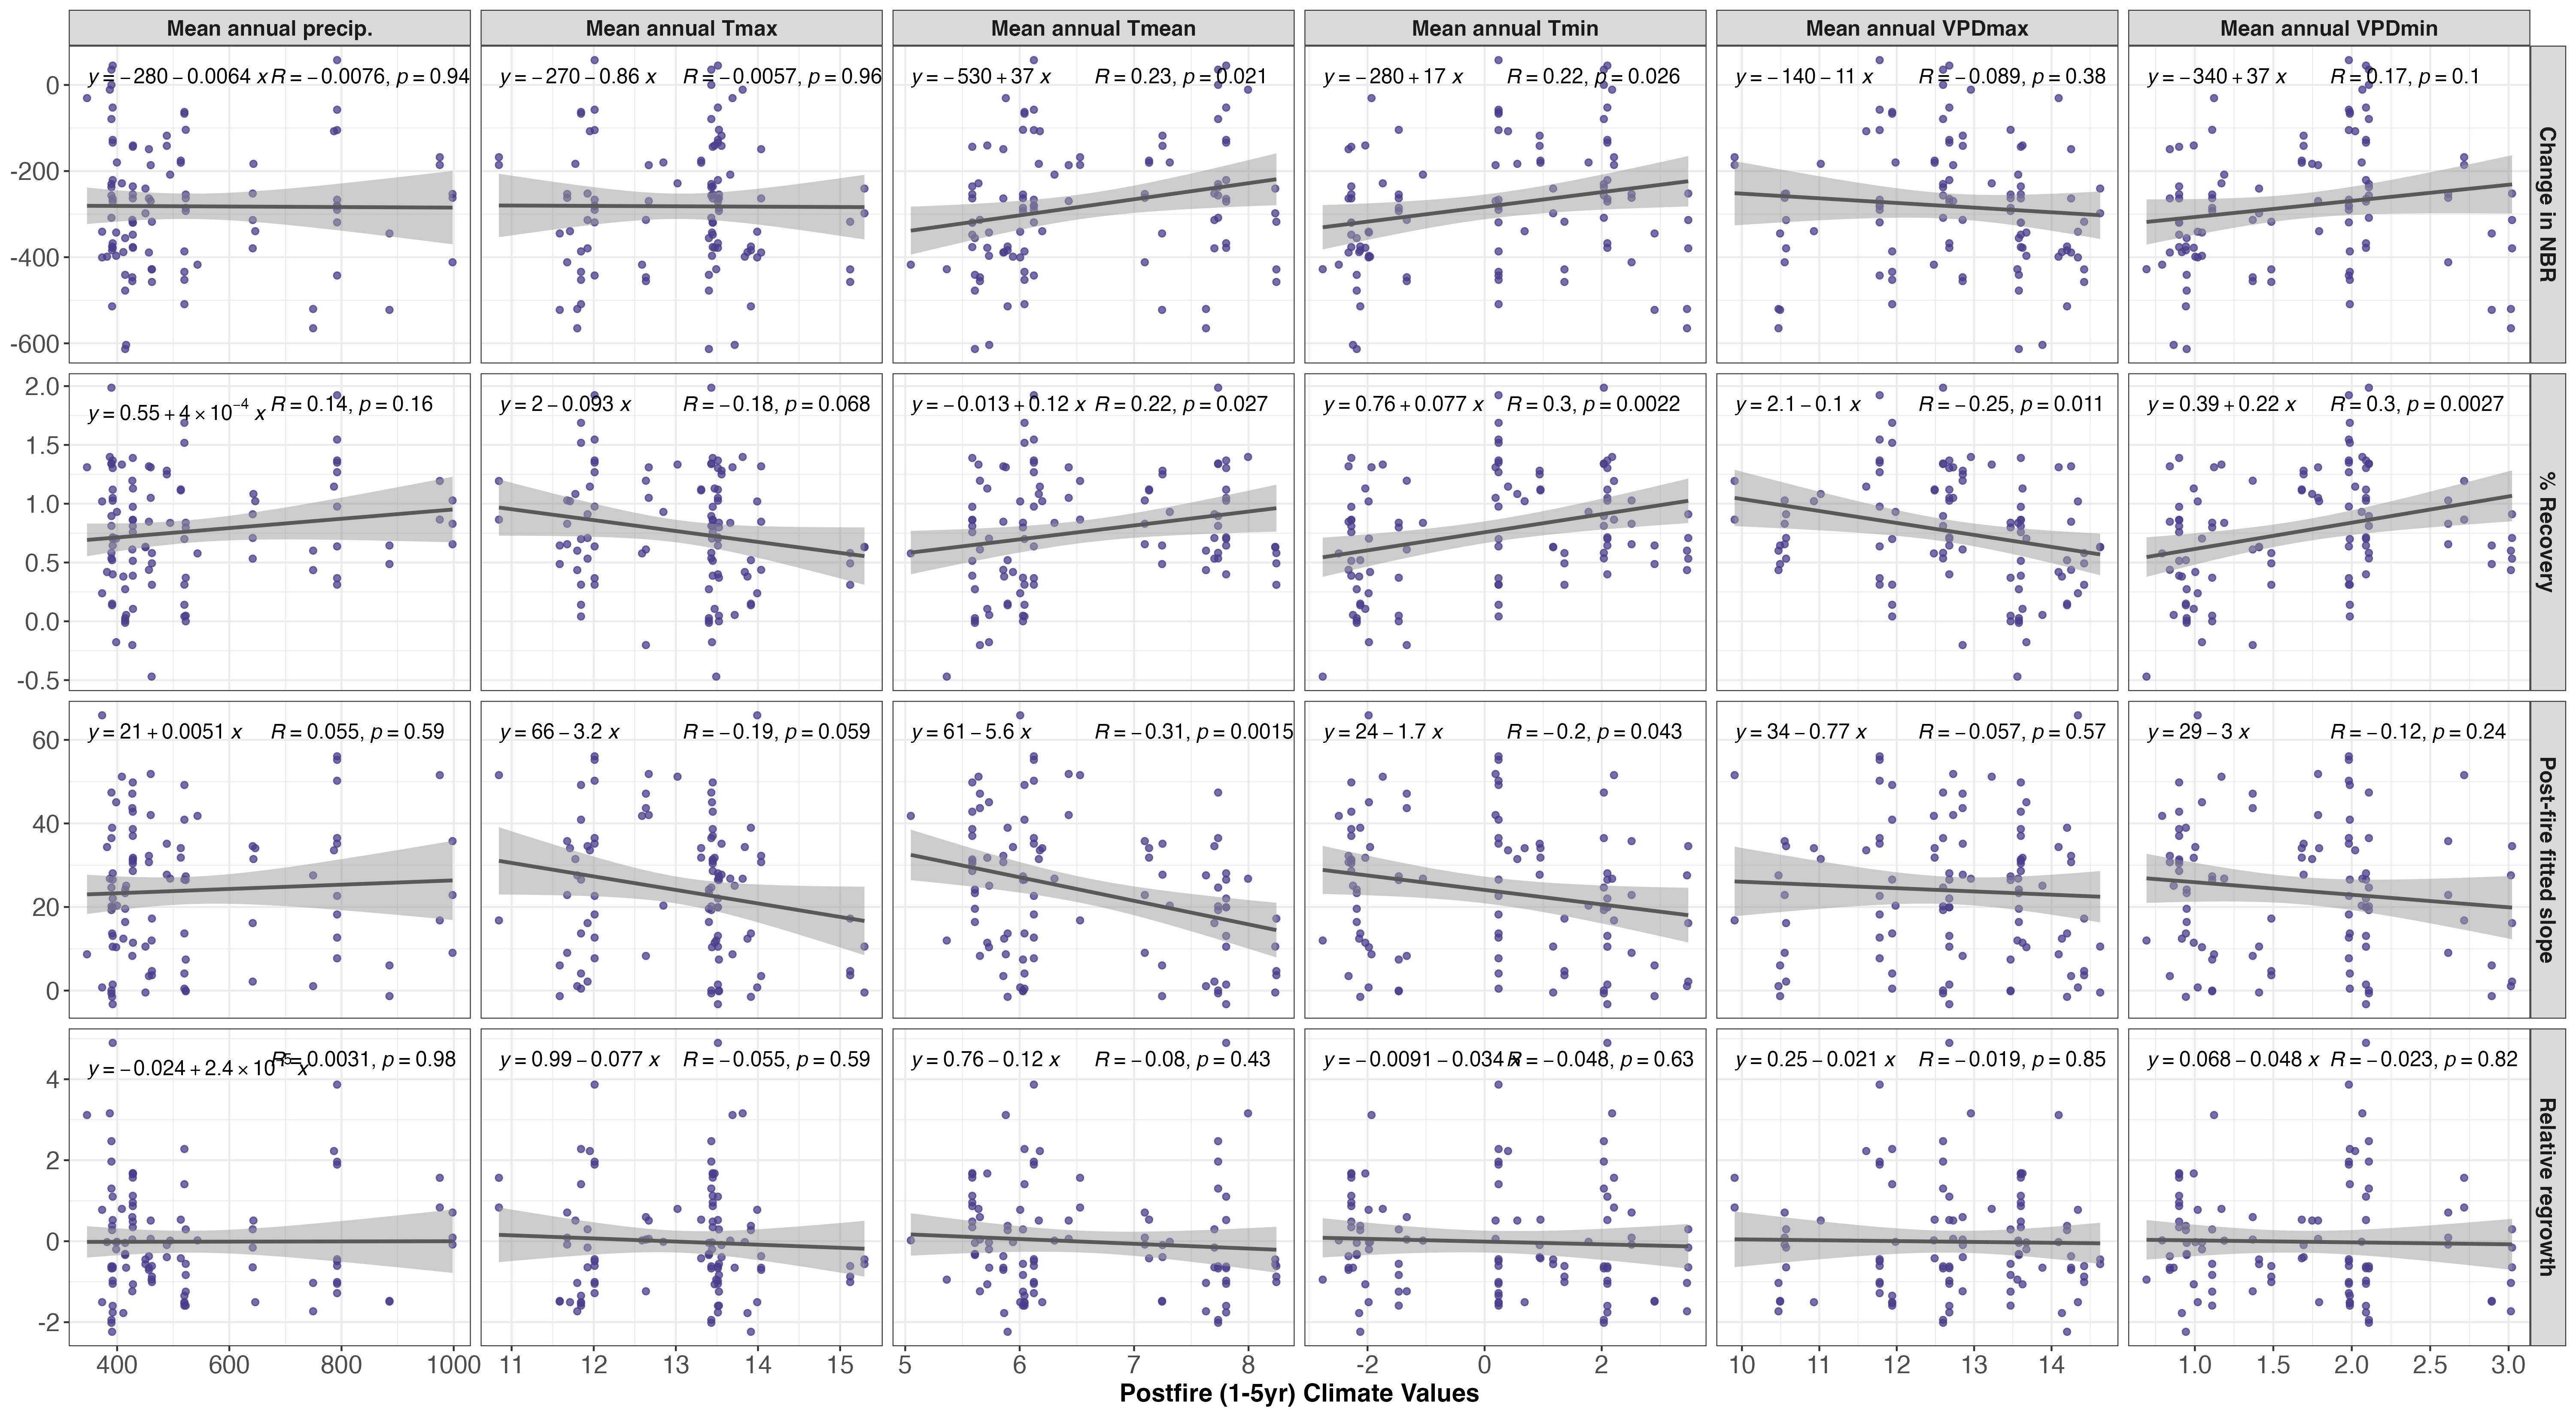 Mean annual precip. Mean annual Tmax Mean annual Tmean Mean annual Tmin Mean annual VPDmax Mean annual VPDmin
y = −280 − 0.0064 x R = −0.0076, p = 0.94 y = −270 − 0.86 x R = −0.0057, p = 0.96 y = −530 + 37 x R = 0.23, p = 0.021 y = −280 + 17 x R = 0.22, p = 0.026 y = −140 − 11 x R = −0.089, p = 0.38 y = −340 + 37 x R = 0.17, p = 0.1
0
-200
-400
-600
Change in NBR
2.0
y = 0.55 + 4 × 10⁻⁴ x R = 0.14, p = 0.16 y = 2 − 0.093 x R = −0.18, p = 0.068 y = −0.013 + 0.12 x R = 0.22, p = 0.027 y = 0.76 + 0.077 x R = 0.3, p = 0.0022 y = 2.1 − 0.1 x R = −0.25, p = 0.011 y = 0.39 + 0.22 x R = 0.3, p = 0.0027
1.5
1.0
0.5
0.0
-0.5
% Recovery
y = 21 + 0.0051 x R = 0.055, p = 0.59 y = 66 − 3.2 x R = −0.19, p = 0.059 y = 61 − 5.6 x R = −0.31, p = 0.0015 y = 24 − 1.7 x R = −0.2, p = 0.043 y = 34 − 0.77 x R = −0.057, p = 0.57 y = 29 − 3 x R = −0.12, p = 0.24
60
40
20
0
Post-fire fitted slope
y = −0.024 + 2.4 × 10⁻⁵ x R = 0.0031, p = 0.98 y = 0.99 − 0.077 x R = −0.055, p = 0.59 y = 0.76 − 0.12 x R = −0.08, p = 0.43 y = −0.0091 − 0.034 x R = −0.048, p = 0.63 y = 0.25 − 0.021 x R = −0.019, p = 0.85 y = 0.068 − 0.048 x R = −0.023, p = 0.82
4
2
0
-2
Relative regrowth
400 600 800 1000 11 12 13 14 15 5 6 7 8 -2 0 2 10 11 12 13 14 1.0 1.5 2.0 2.5 3.0
Postfire (1-5yr) Climate Values